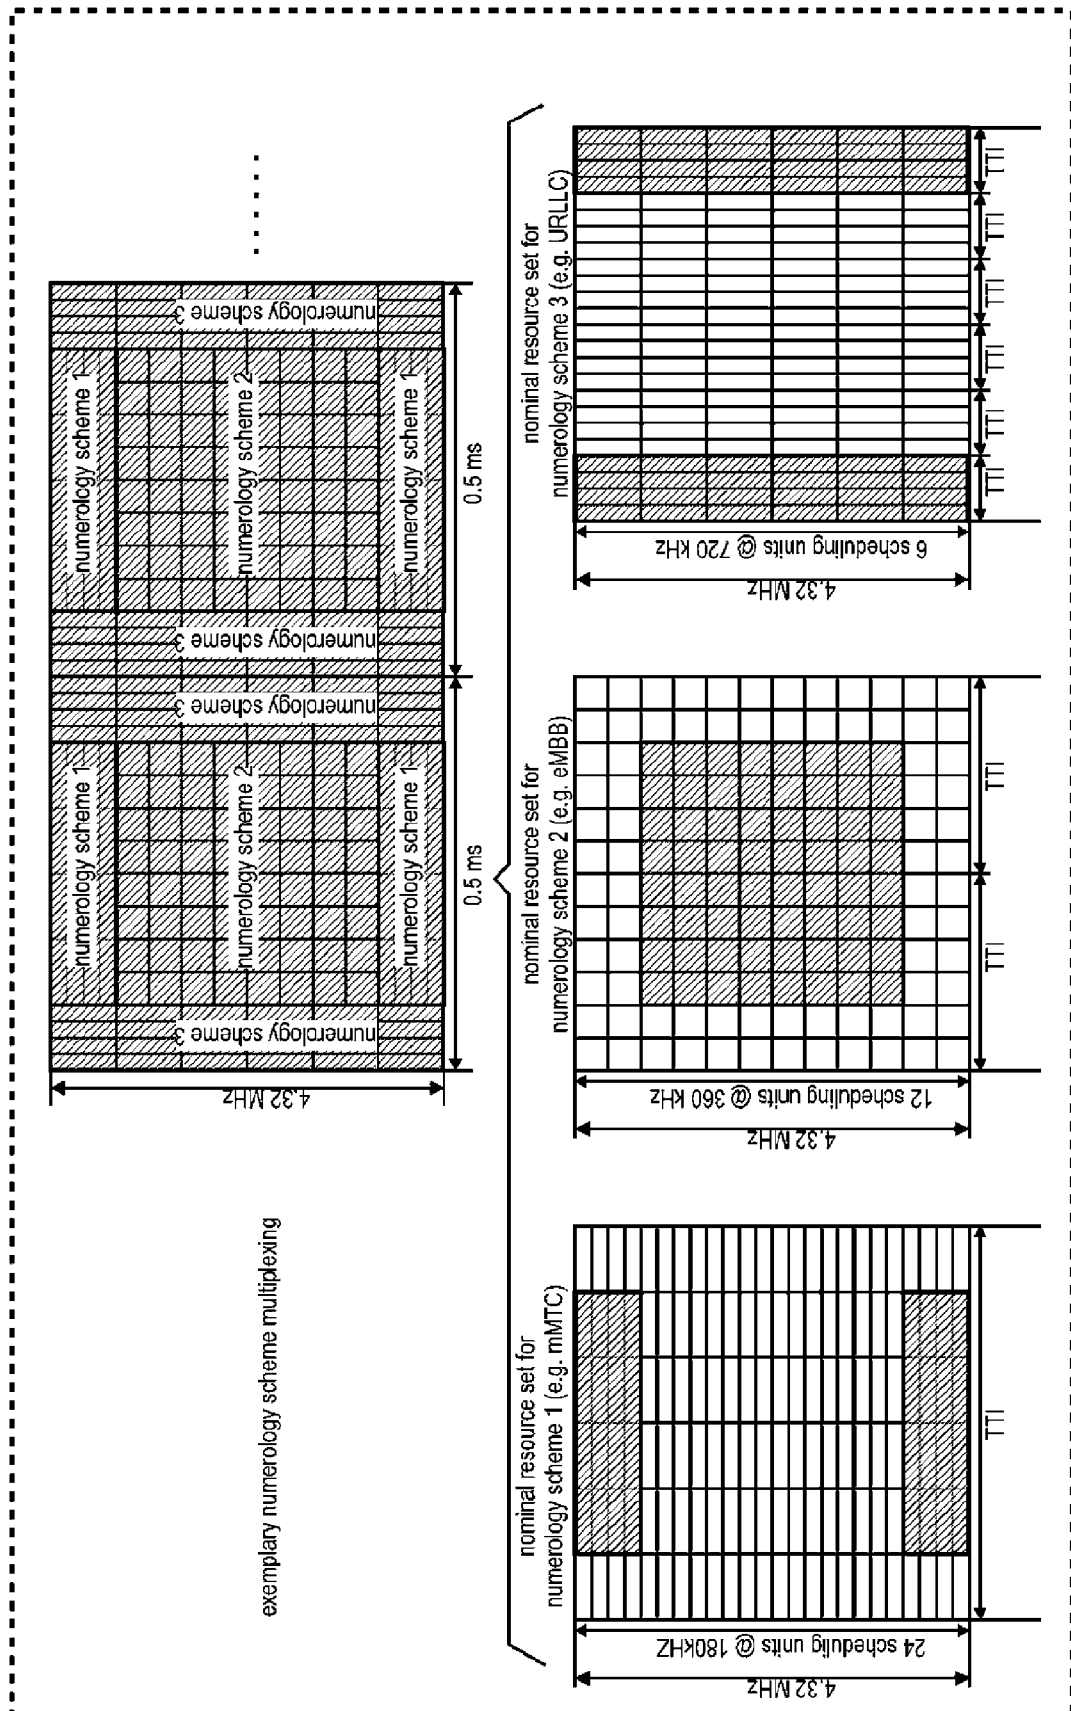 exemplary numerology scheme multiplexing
4.32 MHz
numerology scheme 3
numerology scheme 1
numerology scheme 2
numerology scheme 1
numerology scheme 3
numerology scheme 3
numerology scheme 1
numerology scheme 2
numerology scheme 1
numerology scheme 3
. . . . . .
0.5 ms
0.5 ms
nominal resource set for
numerology scheme 1 (e.g. mMTC)
4.32 MHz
24 schedulig units @ 180kHZ
TTI
nominal resource set for
numerology scheme 2 (e.g. eMBB)
4.32 MHz
12 scheduling units @ 360 kHz
TTI
TTI
nominal resource set for
numerology scheme 3 (e.g. URLLC)
4.32 MHz
6 scheduling units @ 720 kHz
TTI
TTI
TTI
TTI
TTI
TTI